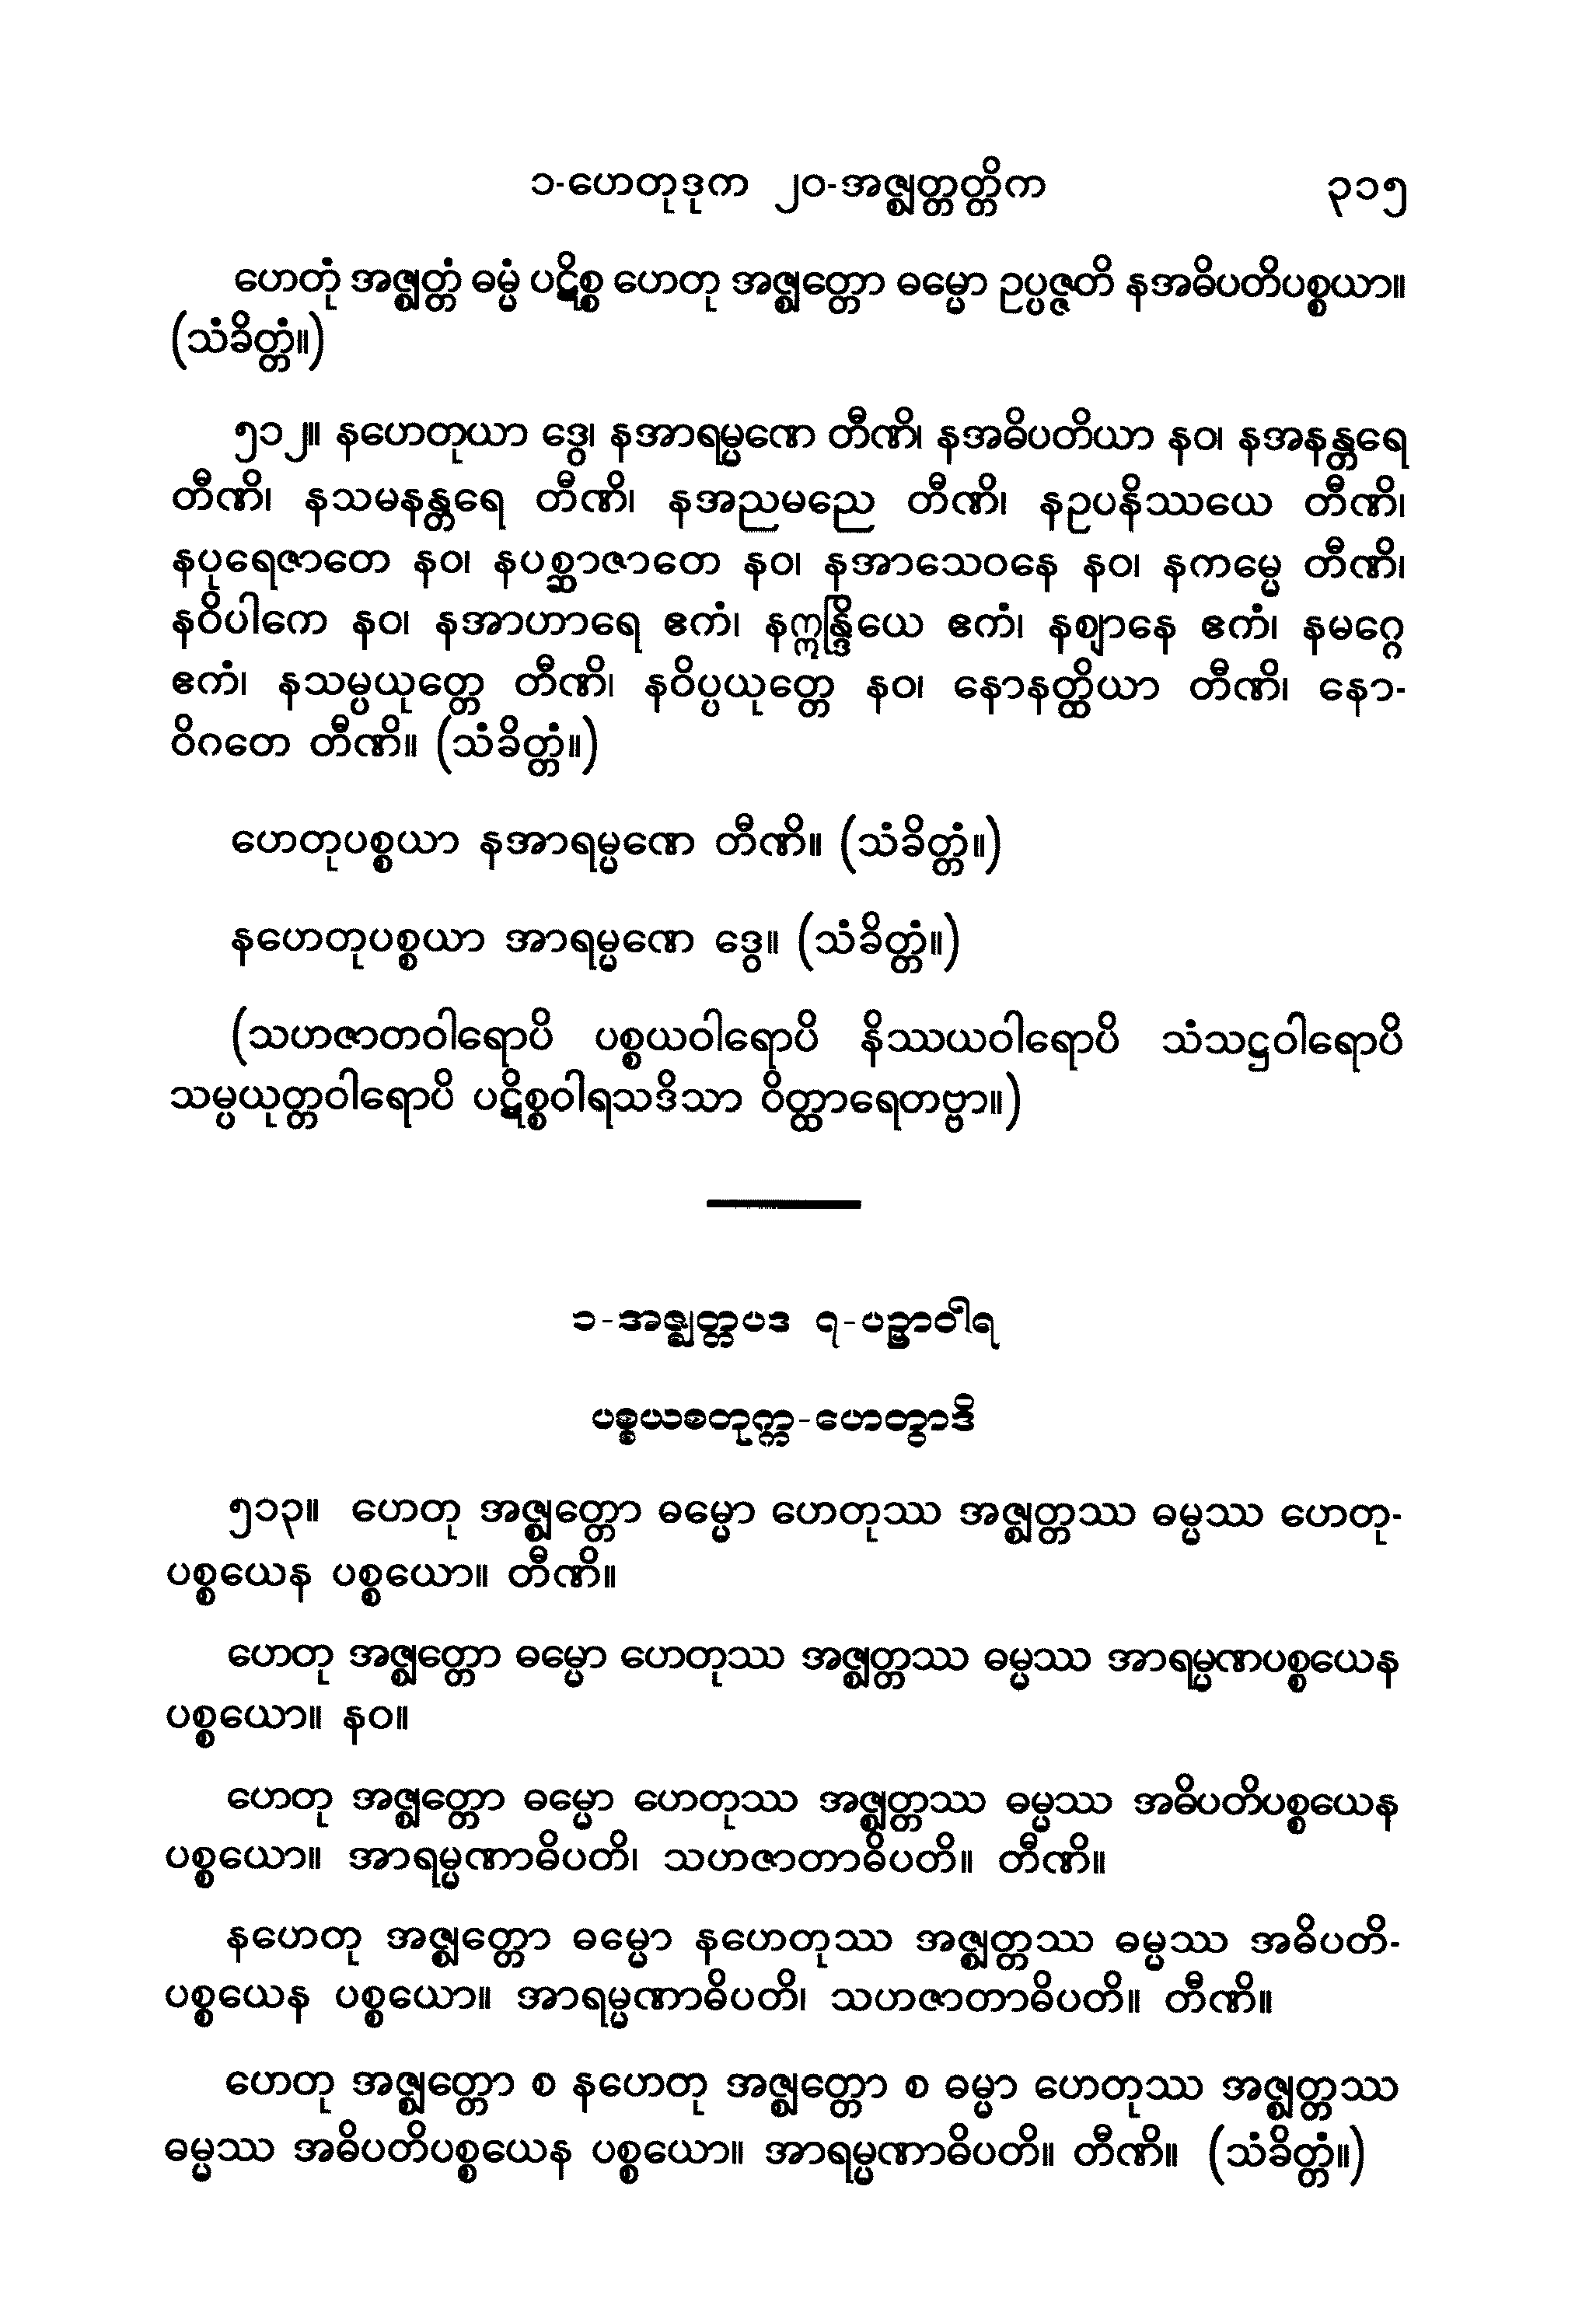 ၁-ဟေတုဒုက ၂၀-အဇ္ဈတ္တတ္တိက ၃၁၅
ဟေတုံ အဇ္ဈတ္တံ ဓမ္မံ ပဋိစ္စ ဟေတု အဇ္ဈတ္တော ဓမ္မော ဥပ္ပဇ္ဇတိ နအဓိပတိပစ္စယာ။
(သံခိတ္တံ။)
၅၁၂။ နဟေတုယာ ဒွေ၊ နအာရမ္မဏေ တီဏိ၊ နအဓိပတိယာ နဝ၊ နအနန္တရေ
တီဏိ၊ နသမနန္တရေ တီဏိ၊ နအညမညေ တီဏိ၊ နဥပနိဿယေ တီဏိ၊
နပုရေဇာတေ နဝ၊ နပစ္ဆာဇာတေ နဝ၊ နအာသေဝနေ နဝ၊ နကမ္မေ တီဏိ၊
နဝိပါကေ နဝ၊ နအာဟာရေ ဧကံ၊ နဣန္ဒြိယေ ဧကံ၊ နဈာနေ ဧကံ၊ နမဂ္ဂေ
ဧကံ၊ နသမ္ပယုတ္တေ တီဏိ၊ နဝိပ္ပယုတ္တေ နဝ၊ နောနတ္ထိယာ တီဏိ၊ နော-
ဝိဂတေ တီဏိ။ (သံခိတ္တံ။)
ဟေတုပစ္စယာ နအာရမ္မဏေ တီဏိ။ (သံခိတ္တံ။)
နဟေတုပစ္စယာ အာရမ္မဏေ ဒွေ။ (သံခိတ္တံ။)
(သဟဇာတဝါရောပိ ပစ္စယဝါရောပိ နိဿယဝါရောပိ သံသဋ္ဌဝါရောပိ
သမ္ပယုတ္တဝါရောပိ ပဋိစ္စဝါရသဒိသာ ဝိတ္ထာရေတဗ္ဗာ။)
၁-အဇ္ဈတ္တပဒ ၇-ပဉှာဝါရ
ပစ္စယစတုက္က-ဟေတွာဒိ
၅၁၃။ ဟေတု အဇ္ဈတ္တော ဓမ္မော ဟေတုဿ အဇ္ဈတ္တဿ ဓမ္မဿ ဟေတု-
ပစ္စယေန ပစ္စယော။ တီဏိ။
ဟေတု အဇ္ဈတ္တော ဓမ္မော ဟေတုဿ အဇ္ဈတ္တဿ ဓမ္မဿ အာရမ္မဏပစ္စယေန
ပစ္စယော။ နဝ။
ဟေတု အဇ္ဈတ္တော ဓမ္မော ဟေတုဿ အဇ္ဈတ္တဿ ဓမ္မဿ အဓိပတိပစ္စယေန
ပစ္စယော။ အာရမ္မဏာဓိပတိ၊ သဟဇာတာဓိပတိ။ တီဏိ။
နဟေတု အဇ္ဈတ္တော ဓမ္မော နဟေတုဿ အဇ္ဈတ္တဿ ဓမ္မဿ အဓိပတိ-
ပစ္စယေန ပစ္စယော။ အာရမ္မဏာဓိပတိ၊ သဟဇာတာဓိပတိ။ တီဏိ။
ဟေတု အဇ္ဈတ္တော စ နဟေတု အဇ္ဈတ္တော စ ဓမ္မာ ဟေတုဿ အဇ္ဈတ္တဿ
ဓမ္မဿ အဓိပတိပစ္စယေန ပစ္စယော။ အာရမ္မဏာဓိပတိ။ တီဏိ။ (သံခိတ္တံ။)